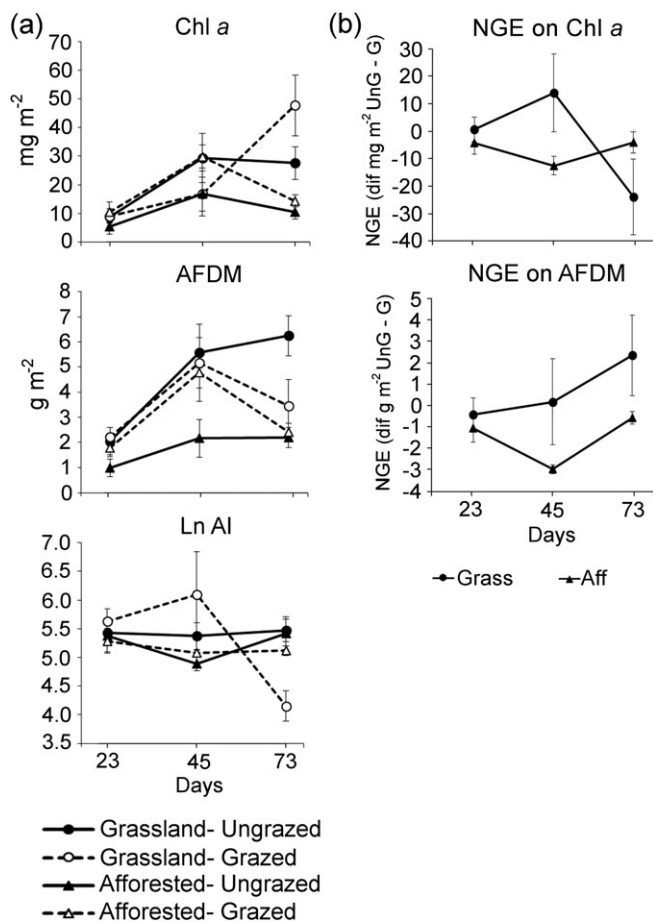 (a)
Chl a
mg m⁻²
60
50
40
30
20
10
0
AFDM
g m⁻²
8
7
6
5
4
3
2
1
0
Ln AI
7.0
6.5
6.0
5.5
5.0
4.5
4.0
3.5
23 45 73
Days
Grassland- Ungrazed
Grassland- Grazed
Afforested- Ungrazed
Afforested- Grazed
(b)
NGE on Chl a
NGE (dif mg m⁻² UnG - G)
30
20
10
0
-10
-20
-30
-40
NGE on AFDM
NGE (dif g m⁻² UnG - G)
5
4
3
2
1
0
-1
-2
-3
-4
23 45 73
Days
Grass Aff